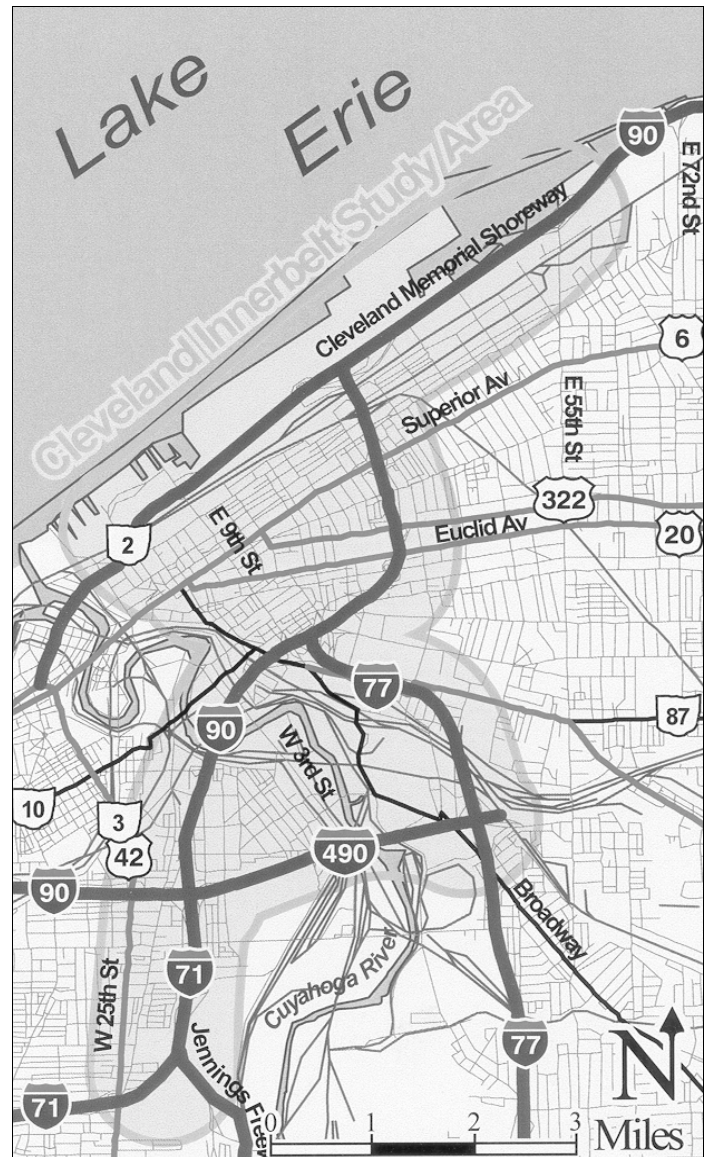 Lake
Erie
Cleveland Innerbelt Study Area
90
E 72nd St
Cleveland Memorial Shoreway
6
Superior Av
E 55th St
322
Euclid Av
20
E 9th St
2
77
87
90
W 3rd St
10
3
42
490
90
Broadway
W 25th St
71
Cuyahoga River
77
N
Jennings Freew
71
0 1 2 3
Miles